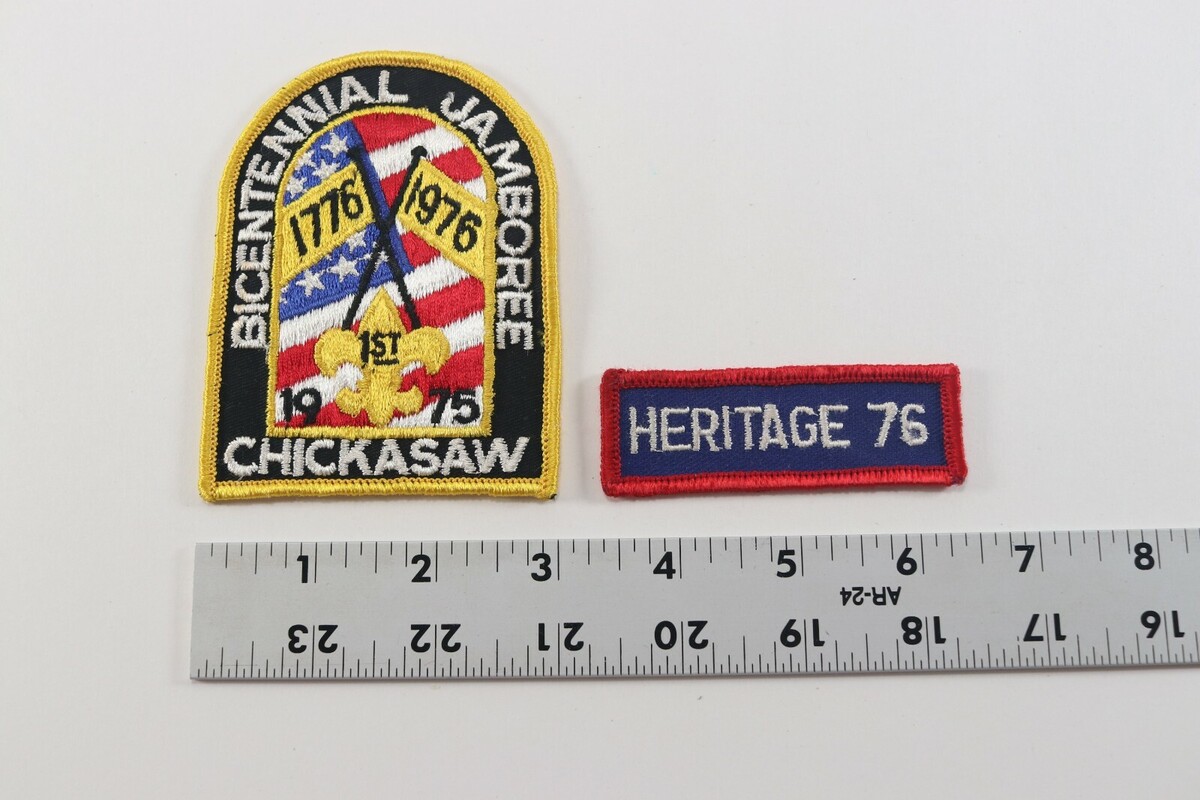 BICENTENNIAL JAMBOREE
1776 1976
1ST
19 75
CHICKASAW
HERITAGE 76
1 2 3 4 5 6 7 8
AR-24
23 22 21 20 19 18 17 16